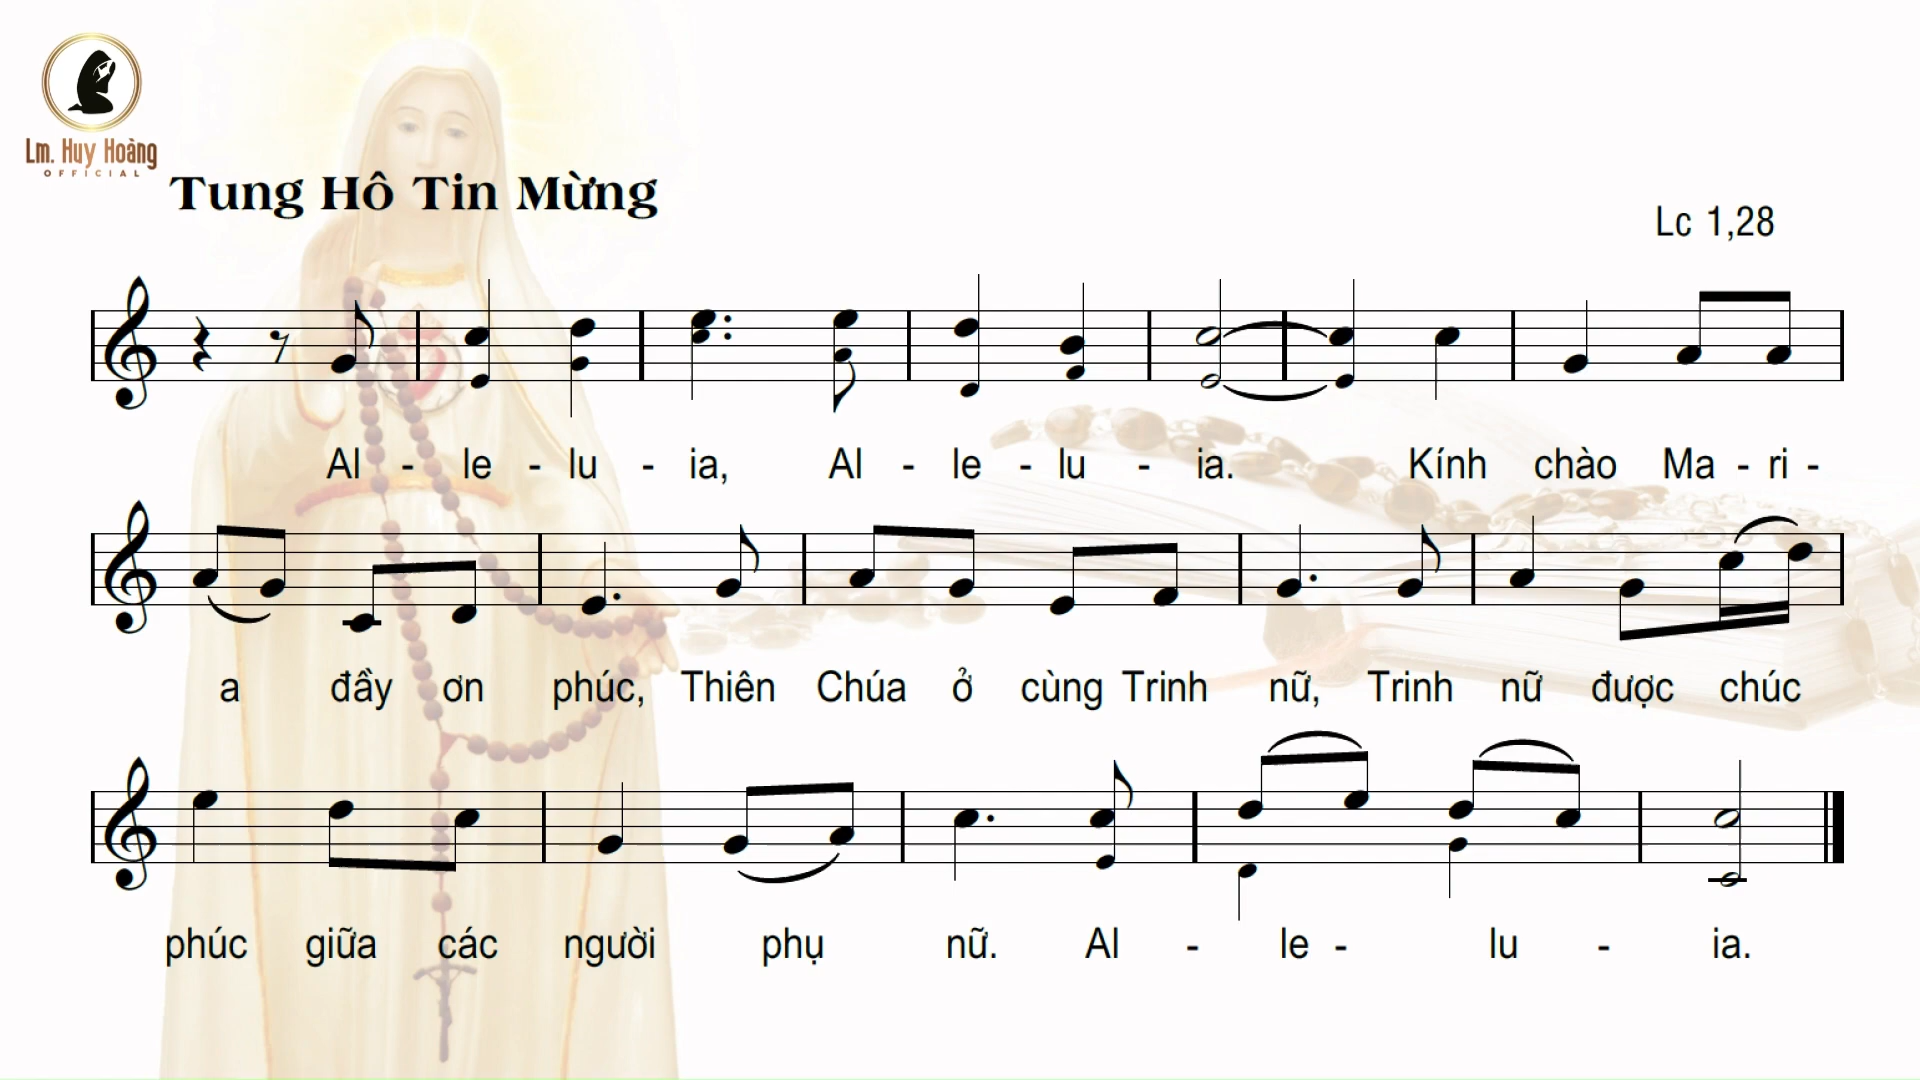 Lm. Huy Hoàng
OFFICIAL
Tung Hô Tin Mừng
Lc 1,28
Al - le - lu - ia, Al - le - lu - ia. Kính chào Ma - ri -
a đầy ơn phúc, Thiên Chúa ở cùng Trinh nữ, Trinh nữ được chúc
phúc giữa các người phụ nữ. Al - le - lu - ia.